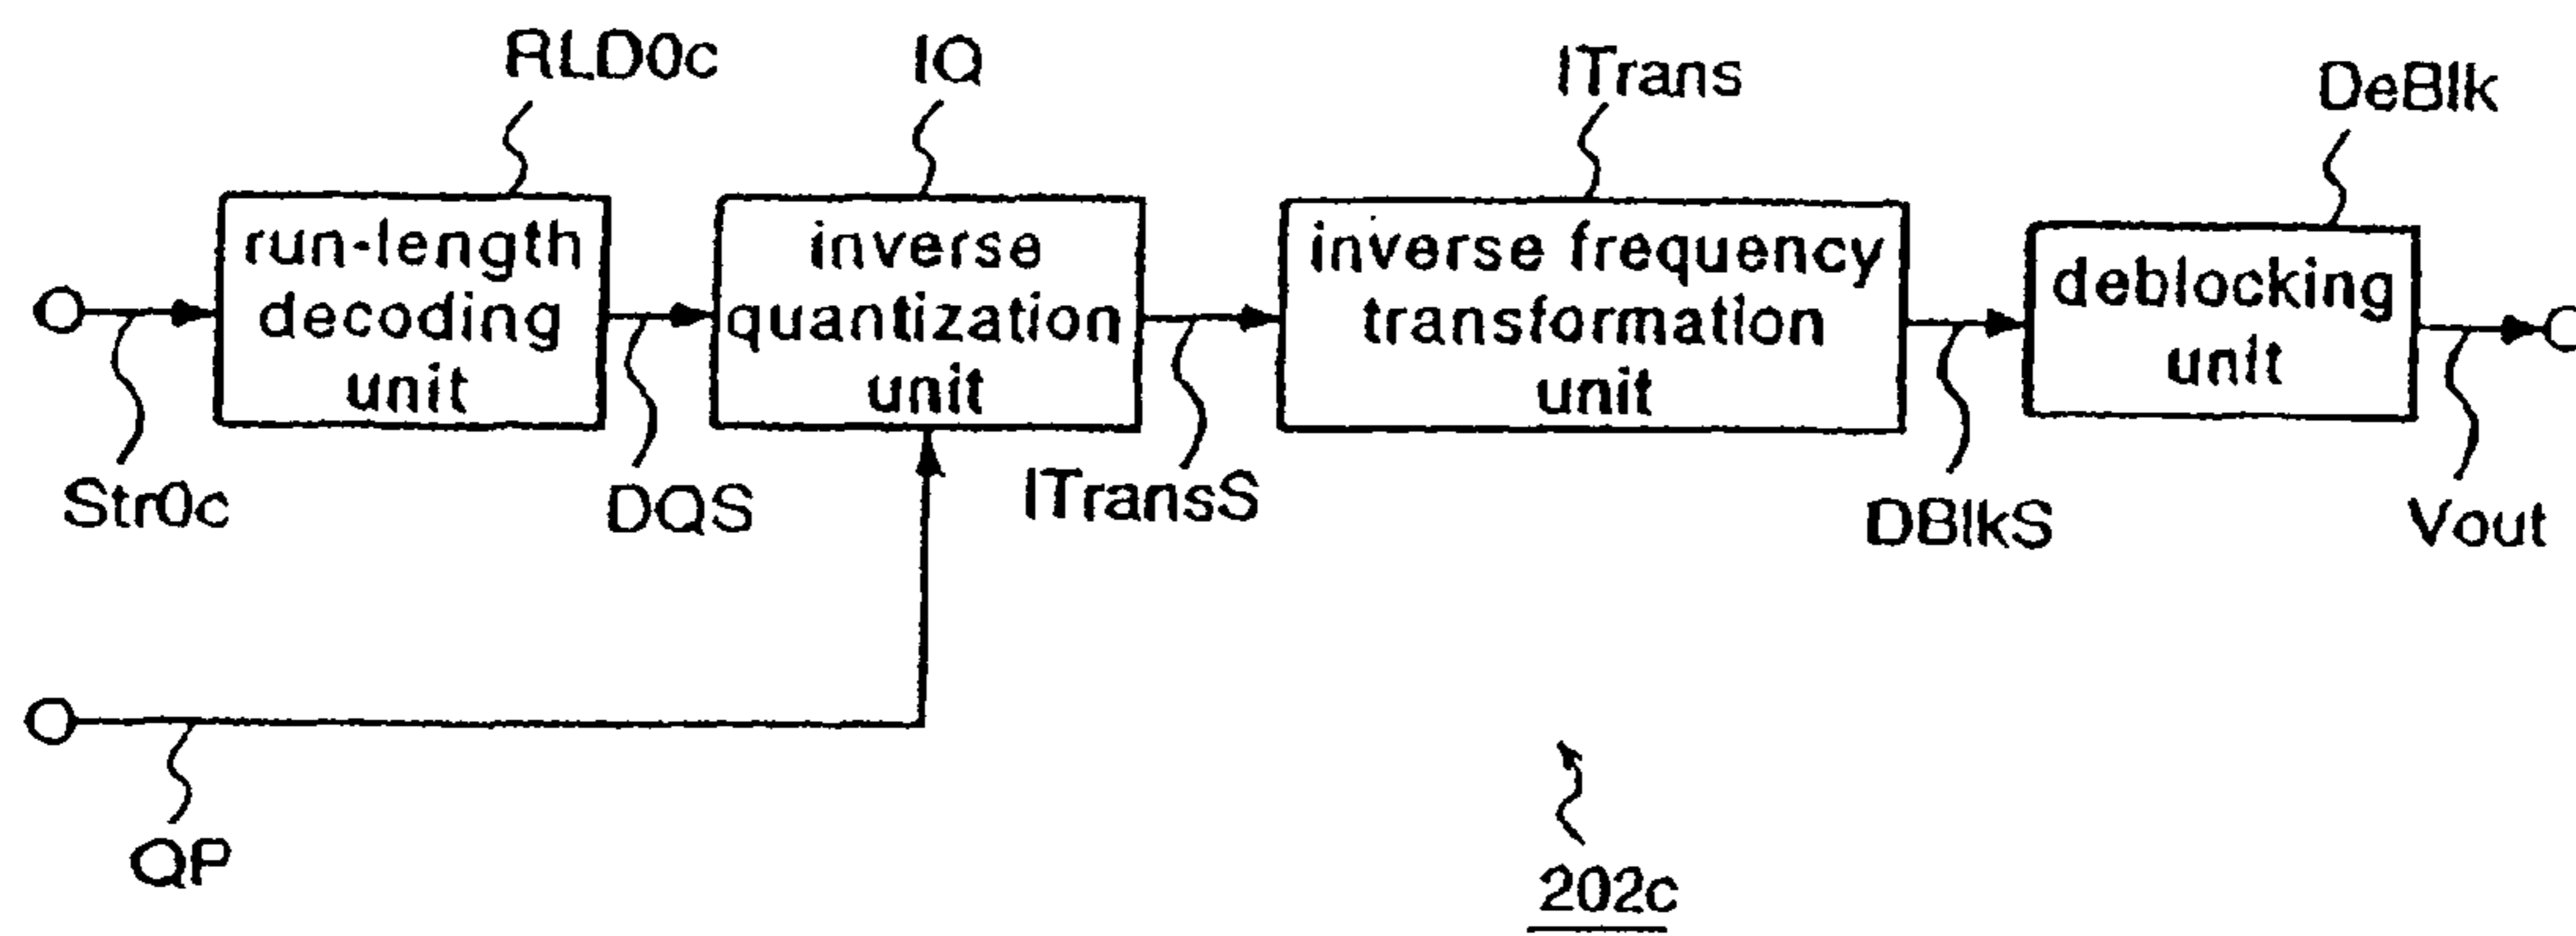 RLD0c
IQ
ITrans
DeBlk
run-length
decoding
unit
inverse
quantization
unit
inverse frequency
transformation
unit
deblocking
unit
Str0c
DQS
ITransS
DBlkS
Vout
QP
202c